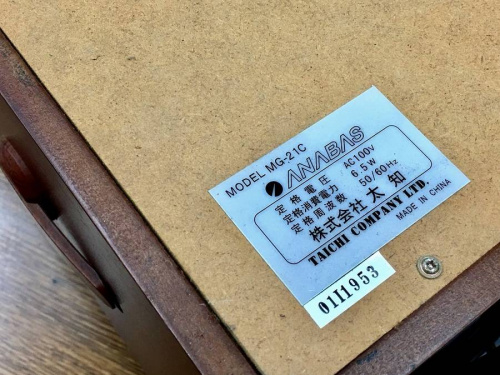 MODEL MG-21C
ANABAS
定格電圧 AC100V
定格消費電力 6.5W
定格周波数 50/60Hz
株式会社太知
TAICHI COMPANY LTD.
MADE IN CHINA
01I1953